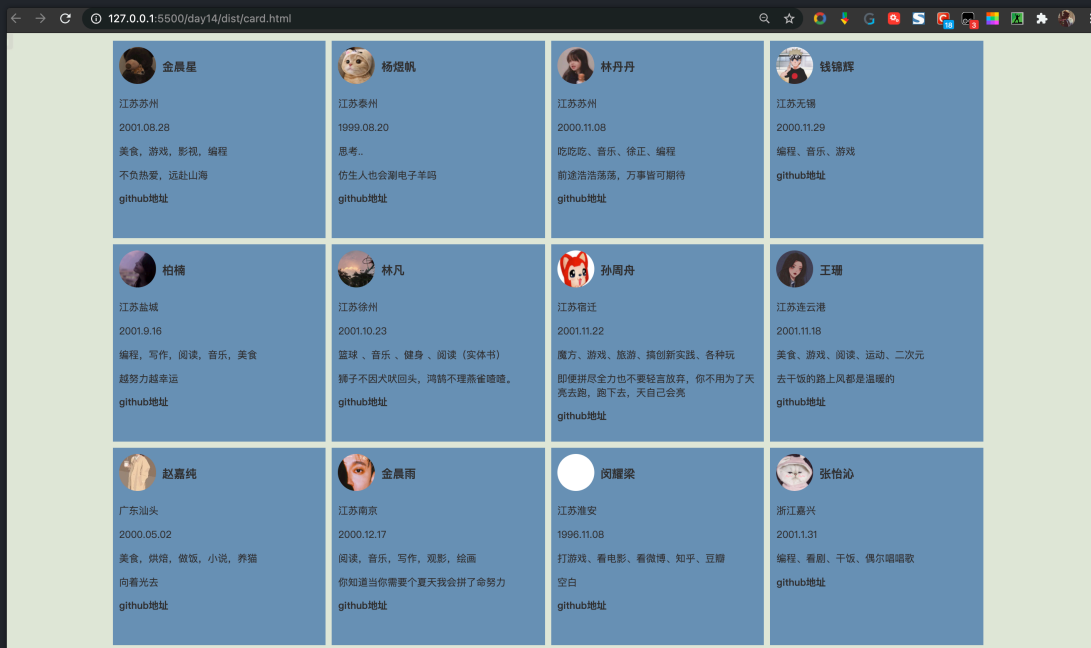 127.0.0.1:5500/day14/dist/card.html
18
3
金晨星
江苏苏州
2001.08.28
美食，游戏，影视，编程
不负热爱，远赴山海
github地址
杨煜帆
江苏泰州
1999.08.20
思考..
仿生人也会涮电子羊吗
github地址
林丹丹
江苏苏州
2000.11.08
吃吃吃、音乐、徐正、编程
前途浩浩荡荡，万事皆可期待
github地址
钱锦辉
江苏无锡
2000.11.29
编程、音乐、游戏
github地址
柏楠
江苏盐城
2001.9.16
编程，写作，阅读，音乐，美食
越努力越幸运
github地址
林凡
江苏徐州
2001.10.23
篮球 、音乐 、健身 、阅读（实体书）
狮子不因犬吠回头，鸿鹄不理燕雀喳喳。
github地址
孙周舟
江苏宿迁
2001.11.22
魔方、游戏、旅游、搞创新实践、各种玩
即便拼尽全力也不要轻言放弃，你不用为了天
亮去跑，跑下去，天自己会亮
github地址
王珊
江苏连云港
2001.11.18
美食、游戏、阅读、运动、二次元
去干饭的路上风都是温暖的
github地址
赵嘉纯
广东汕头
2000.05.02
美食，烘焙，做饭，小说，养猫
向着光去
github地址
金晨雨
江苏南京
2000.12.17
阅读，音乐，写作，观影，绘画
你知道当你需要个夏天我会拼了命努力
github地址
闵耀梁
江苏淮安
1996.11.08
打游戏、看电影、看微博、知乎、豆瓣
空白
github地址
张怡沁
浙江嘉兴
2001.1.31
编程、看剧、干饭、偶尔唱唱歌
github地址